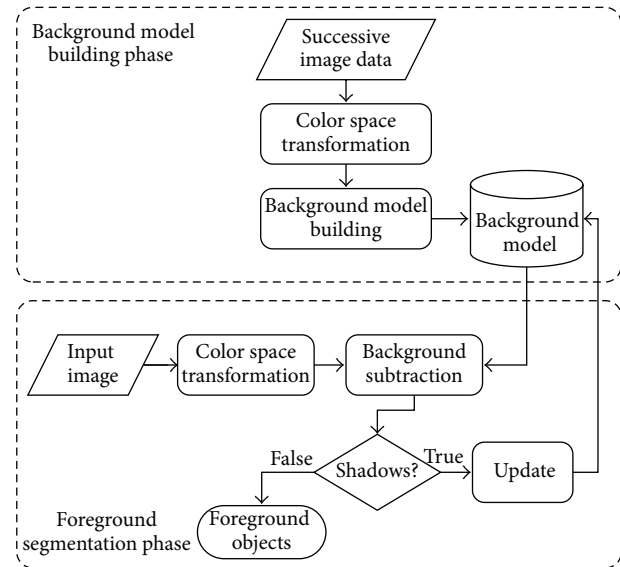 Background model
building phase
Successive
image data
Color space
transformation
Background model
building
Background
model
Input
image
Color space
transformation
Background
subtraction
False
Shadows?
True
Update
Foreground
segmentation phase
Foreground
objects